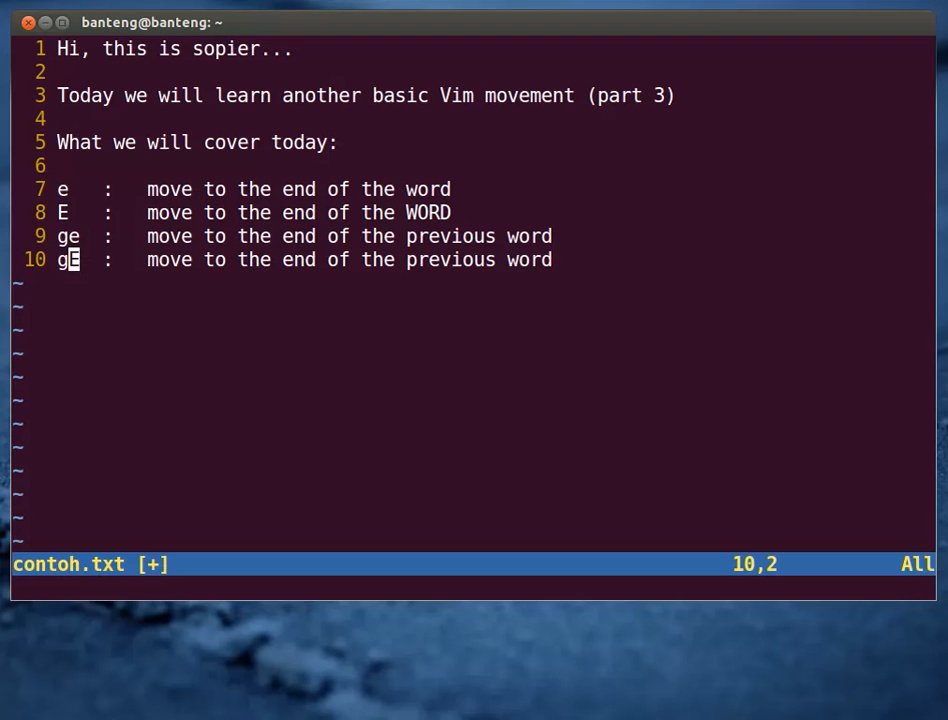 banteng@banteng: ~
1 Hi, this is sopier...
2
3 Today we will learn another basic Vim movement (part 3)
4
5 What we will cover today:
6
7 e : move to the end of the word
8 E : move to the end of the WORD
9 ge : move to the end of the previous word
10 gE : move to the end of the previous word
~
~
~
~
~
~
~
~
~
~
~
~
contoh.txt [+] 10,2 All